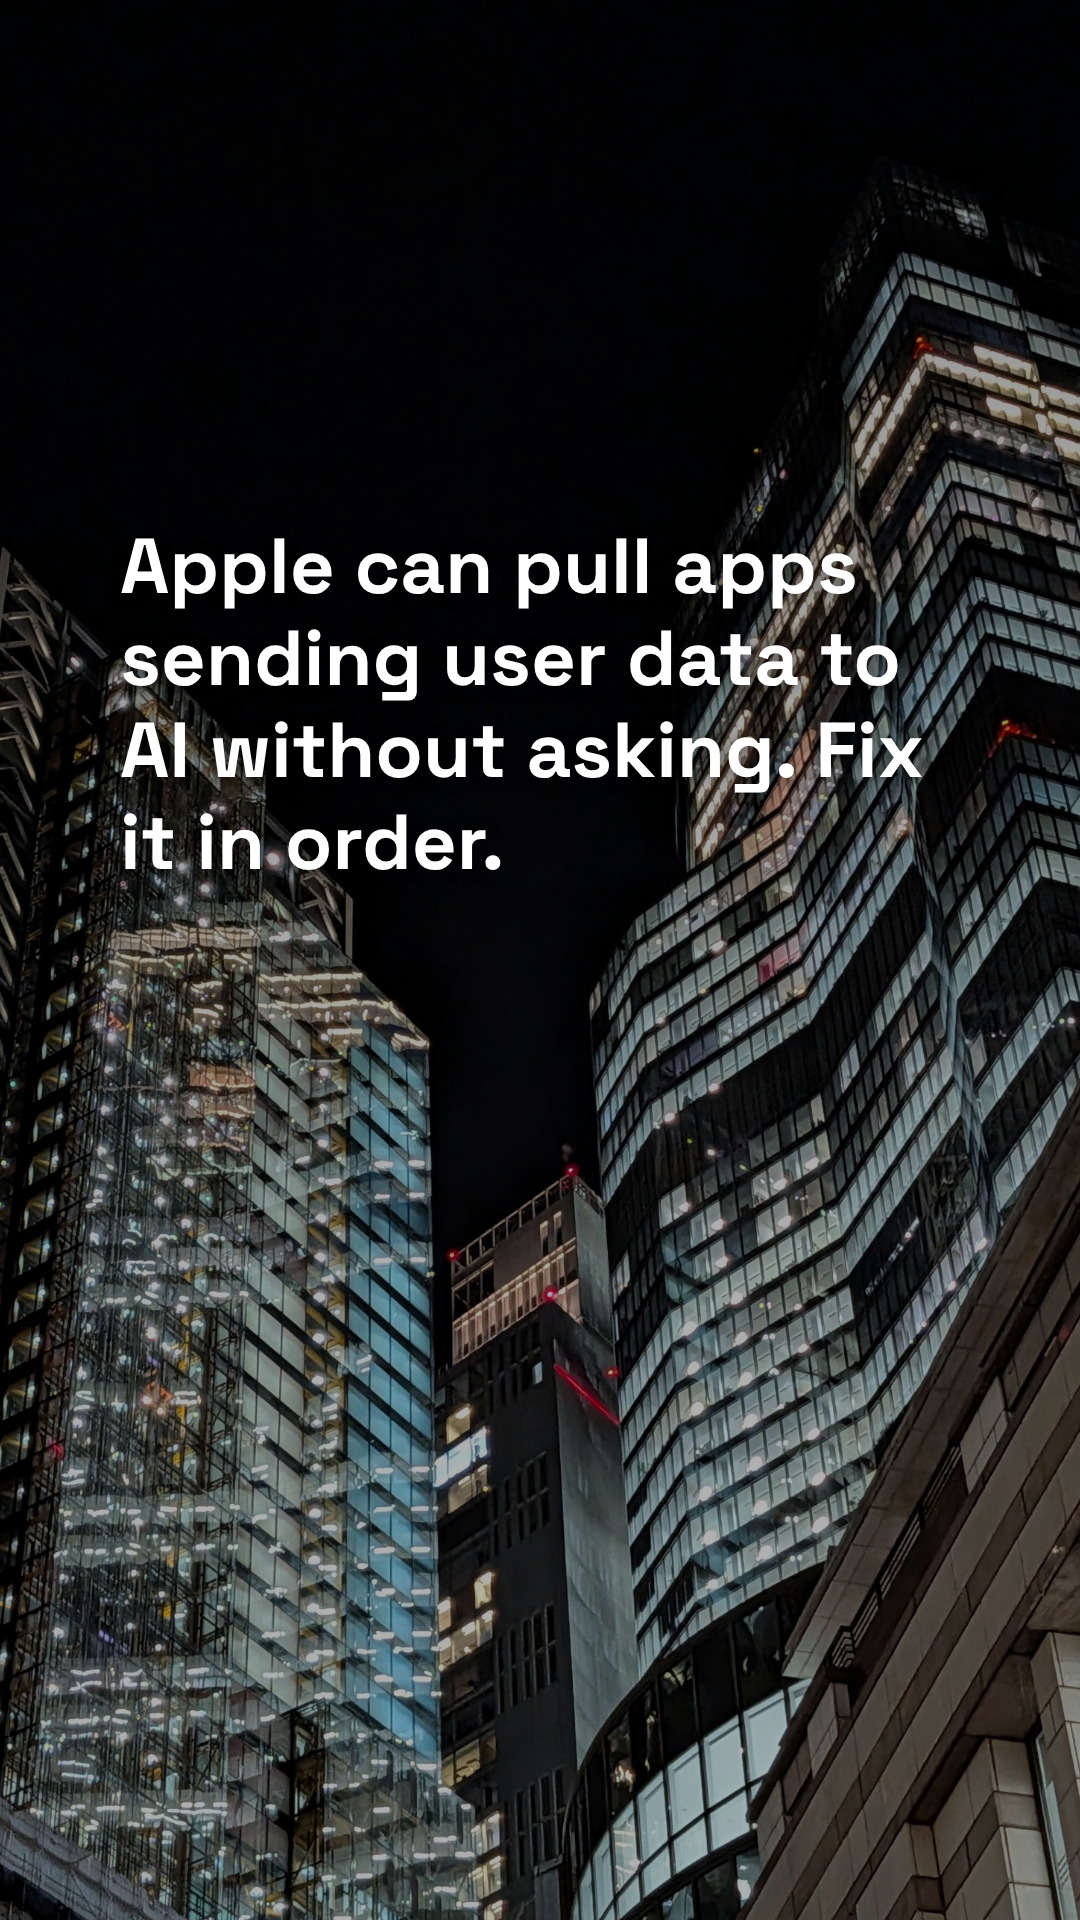 Apple can pull apps
sending user data to
AI without asking. Fix
it in order.